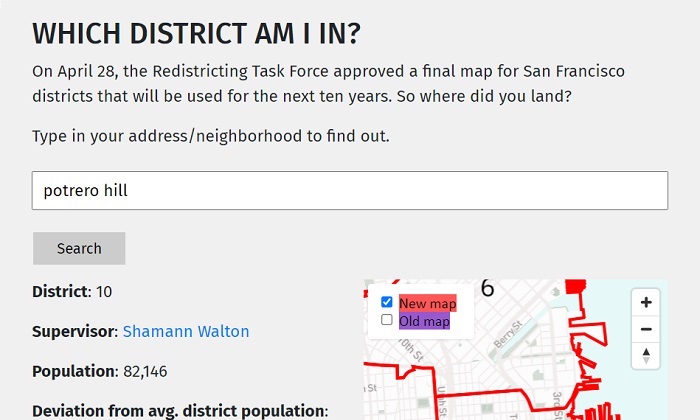 WHICH DISTRICT AM I IN?
On April 28, the Redistricting Task Force approved a final map for San Francisco
districts that will be used for the next ten years. So where did you land?
Type in your address/neighborhood to find out.
potrero hill
Search
District: 10
Supervisor: Shamann Walton
Population: 82,146
Deviation from avg. district population:
New map
Old map
6
Berry St
10th St
St
11th St
3rd St
+
−